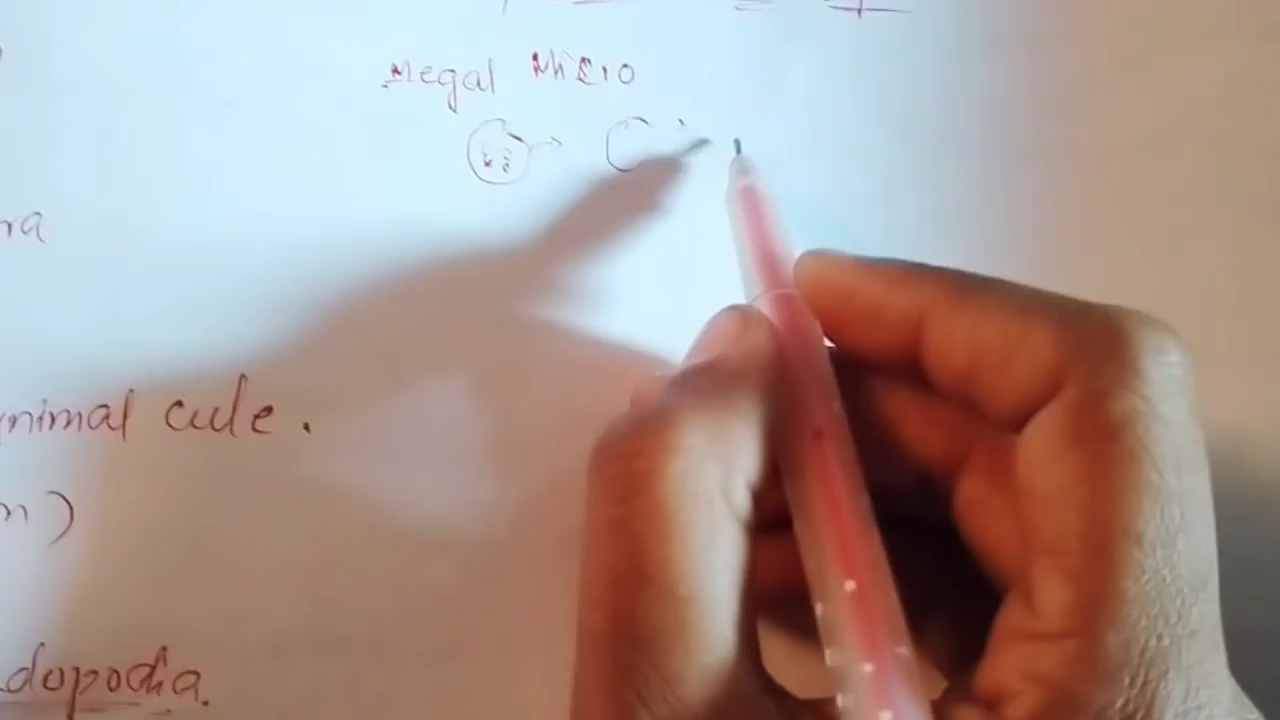 Megal Micro
ra
nimal cule.
n)
dopodia.